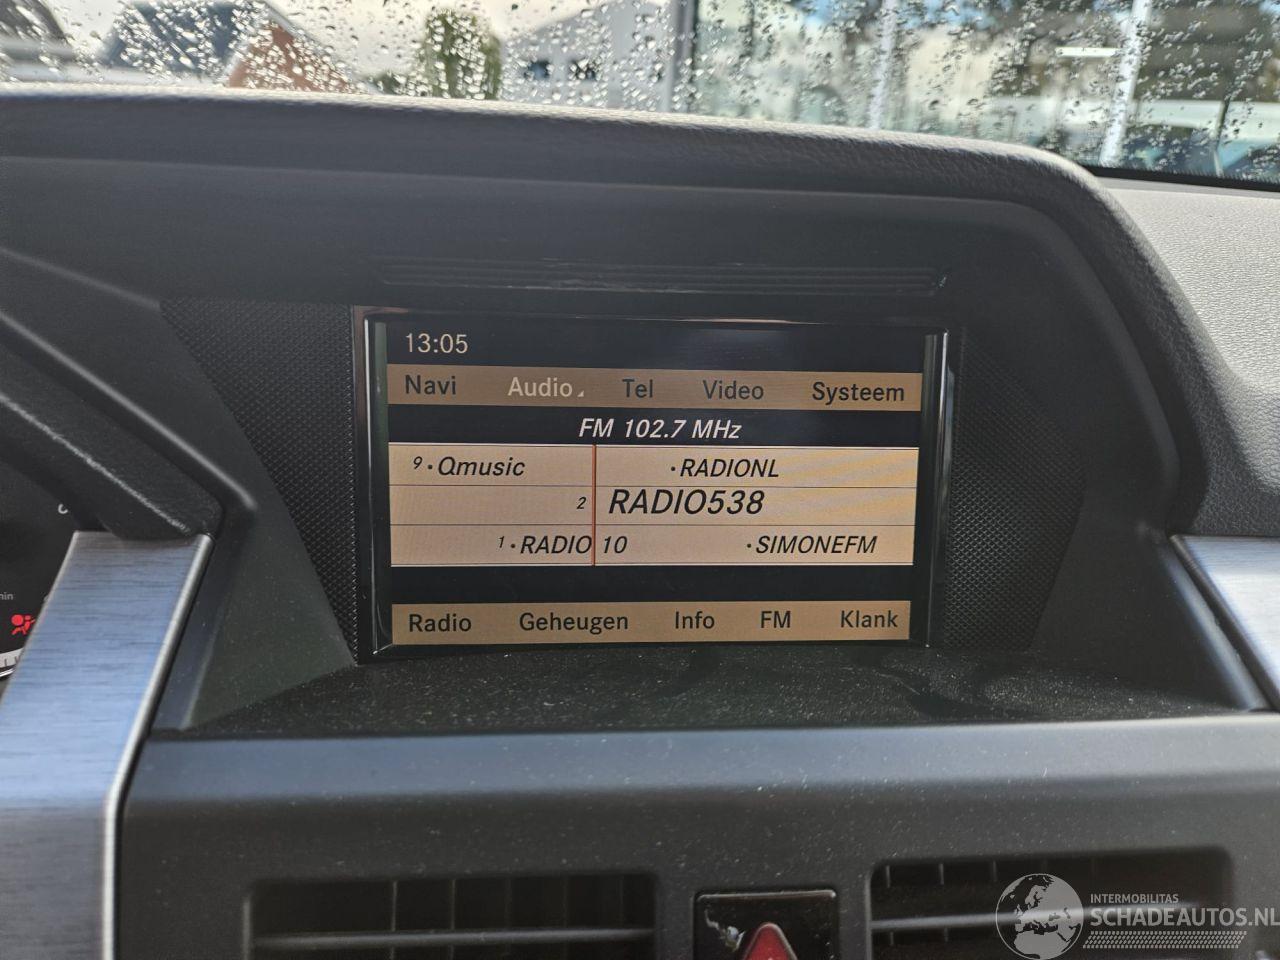 13:05
Navi Audio Tel Video Systeem
FM 102.7 MHz
9 · Qmusic · RADIONL
2 RADIO538
1 · RADIO 10 · SIMONEFM
Radio Geheugen Info FM Klank
min
INTERMOBILITAS
SCHADEAUTOS.NL